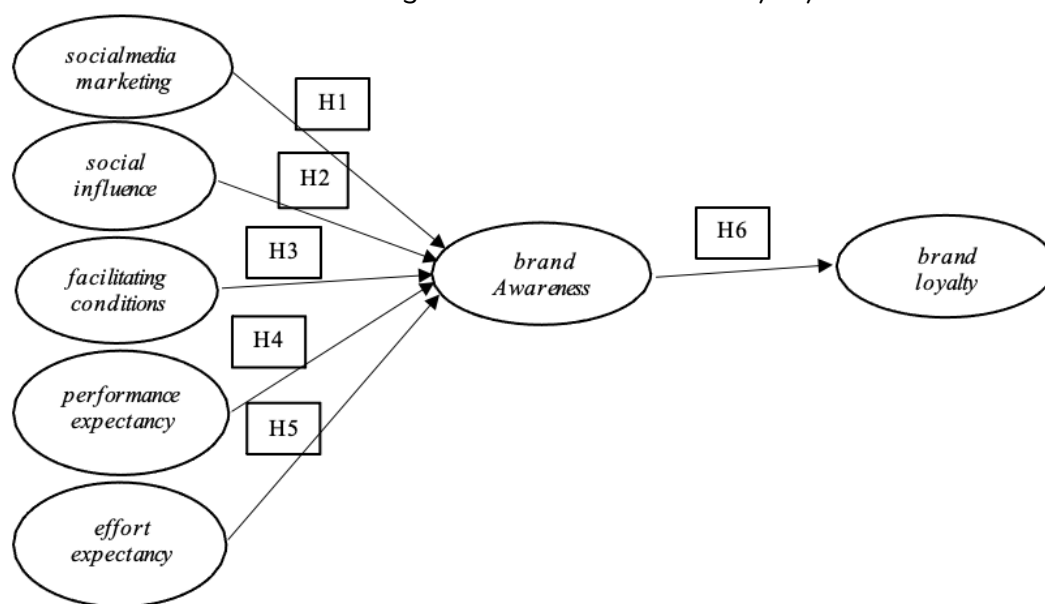 socialmedia
marketing
H1
social
influence
H2
facilitating
conditions
H3
performance
expectancy
H4
effort
expectancy
H5
brand
Awareness
H6
brand
loyalty